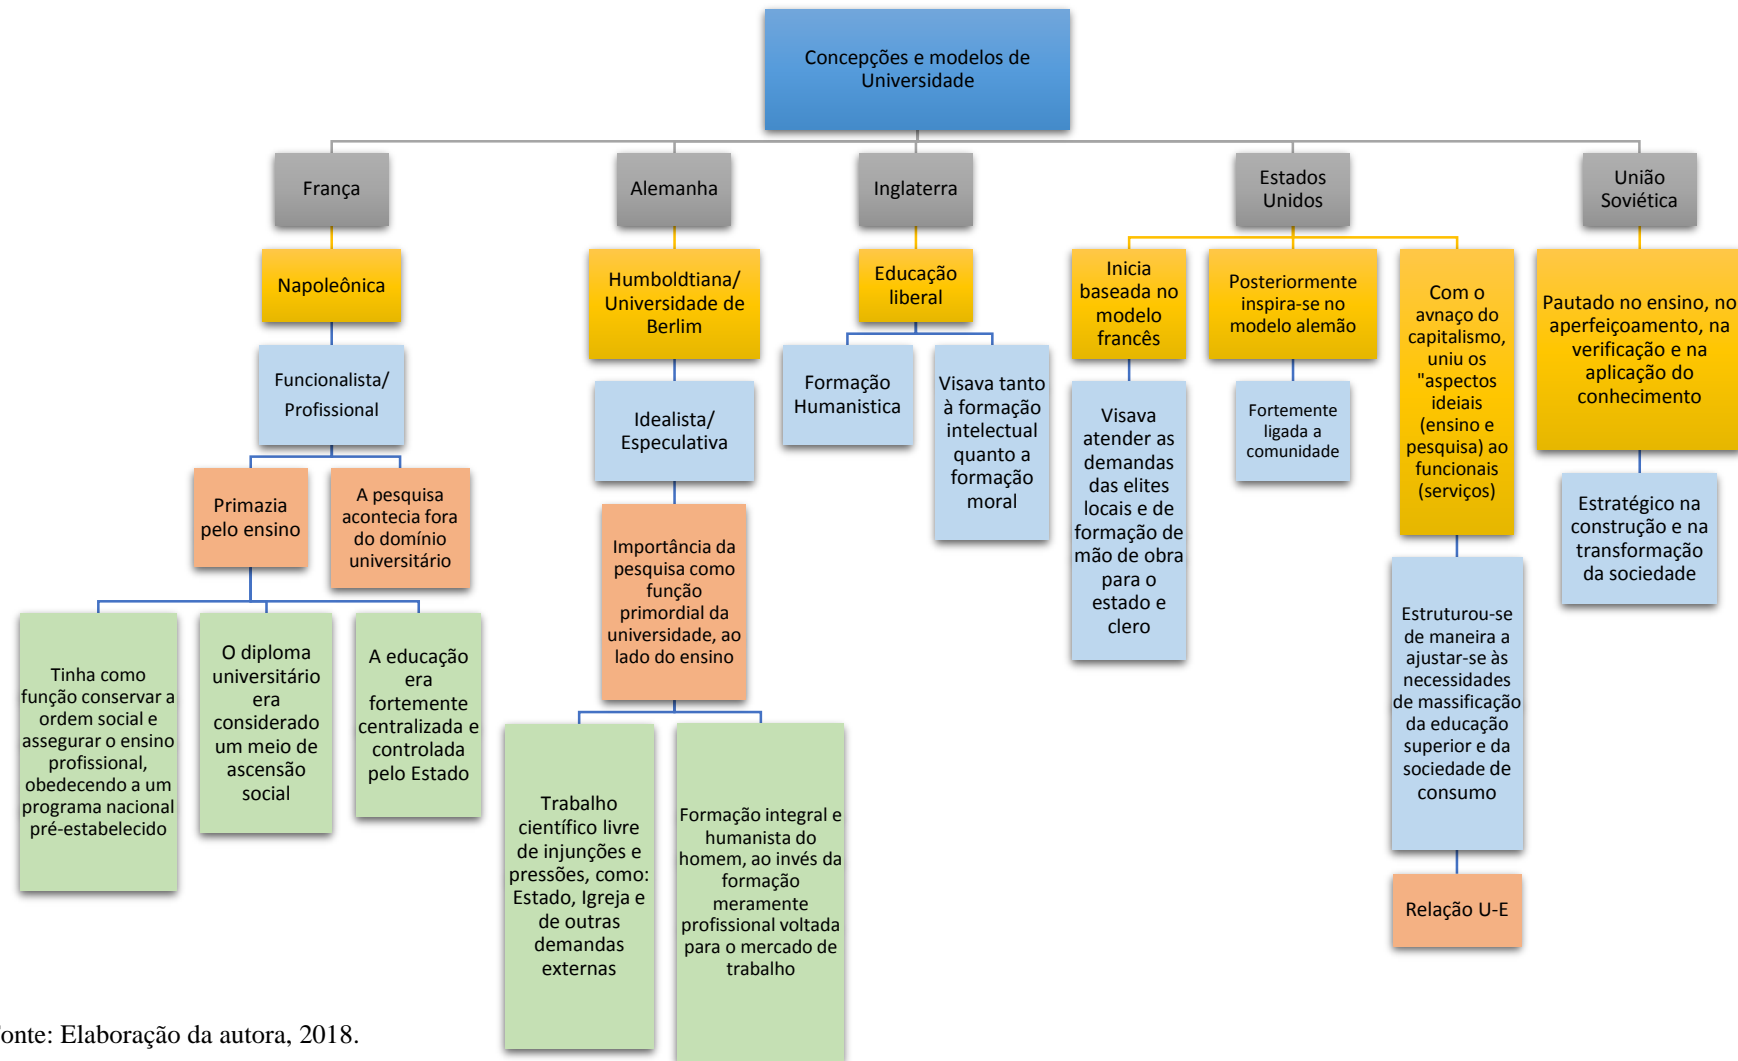 Concepções e modelos de
Universidade
França
Alemanha
Inglaterra
Estados
Unidos
União
Soviética
Napoleônica
Humboldtiana/
Universidade de
Berlim
Educação
liberal
Inicia
baseada no
modelo
francês
Posteriormente
inspira-se no
modelo alemão
Com o
avnaço do
capitalismo,
uniu os
"aspectos
ideiais
(ensino e
pesquisa) ao
funcionais
(serviços)
Pautado no ensino, no
aperfeiçoamento, na
verificação e na
aplicação do
conhecimento
Funcionalista/
Profissional
Idealista/
Especulativa
Formação
Humanistica
Visava tanto
à formação
intelectual
quanto a
formação
moral
Visava
atender as
demandas
das elites
locais e de
formação de
mão de obra
para o
estado e
clero
Fortemente
ligada a
comunidade
Estruturou-se
de maneira a
ajustar-se às
necessidades
de massificação
da educação
superior e da
sociedade de
consumo
Estratégico na
construção e na
transformação
da sociedade
Primazia
pelo ensino
A pesquisa
acontecia fora
do domínio
universitário
Importância da
pesquisa como
função
primordial da
universidade, ao
lado do ensino
Relação U-E
Tinha como
função conservar a
ordem social e
assegurar o ensino
profissional,
obedecendo a um
programa nacional
pré-estabelecido
O diploma
universitário
era
considerado
um meio de
ascensão
social
A educação
era
fortemente
centralizada e
controlada
pelo Estado
Trabalho
científico livre
de injunções e
pressões, como:
Estado, Igreja e
de outras
demandas
externas
Formação integral e
humanista do
homem, ao invés da
formação
meramente
profissional voltada
para o mercado de
trabalho
onte: Elaboração da autora, 2018.